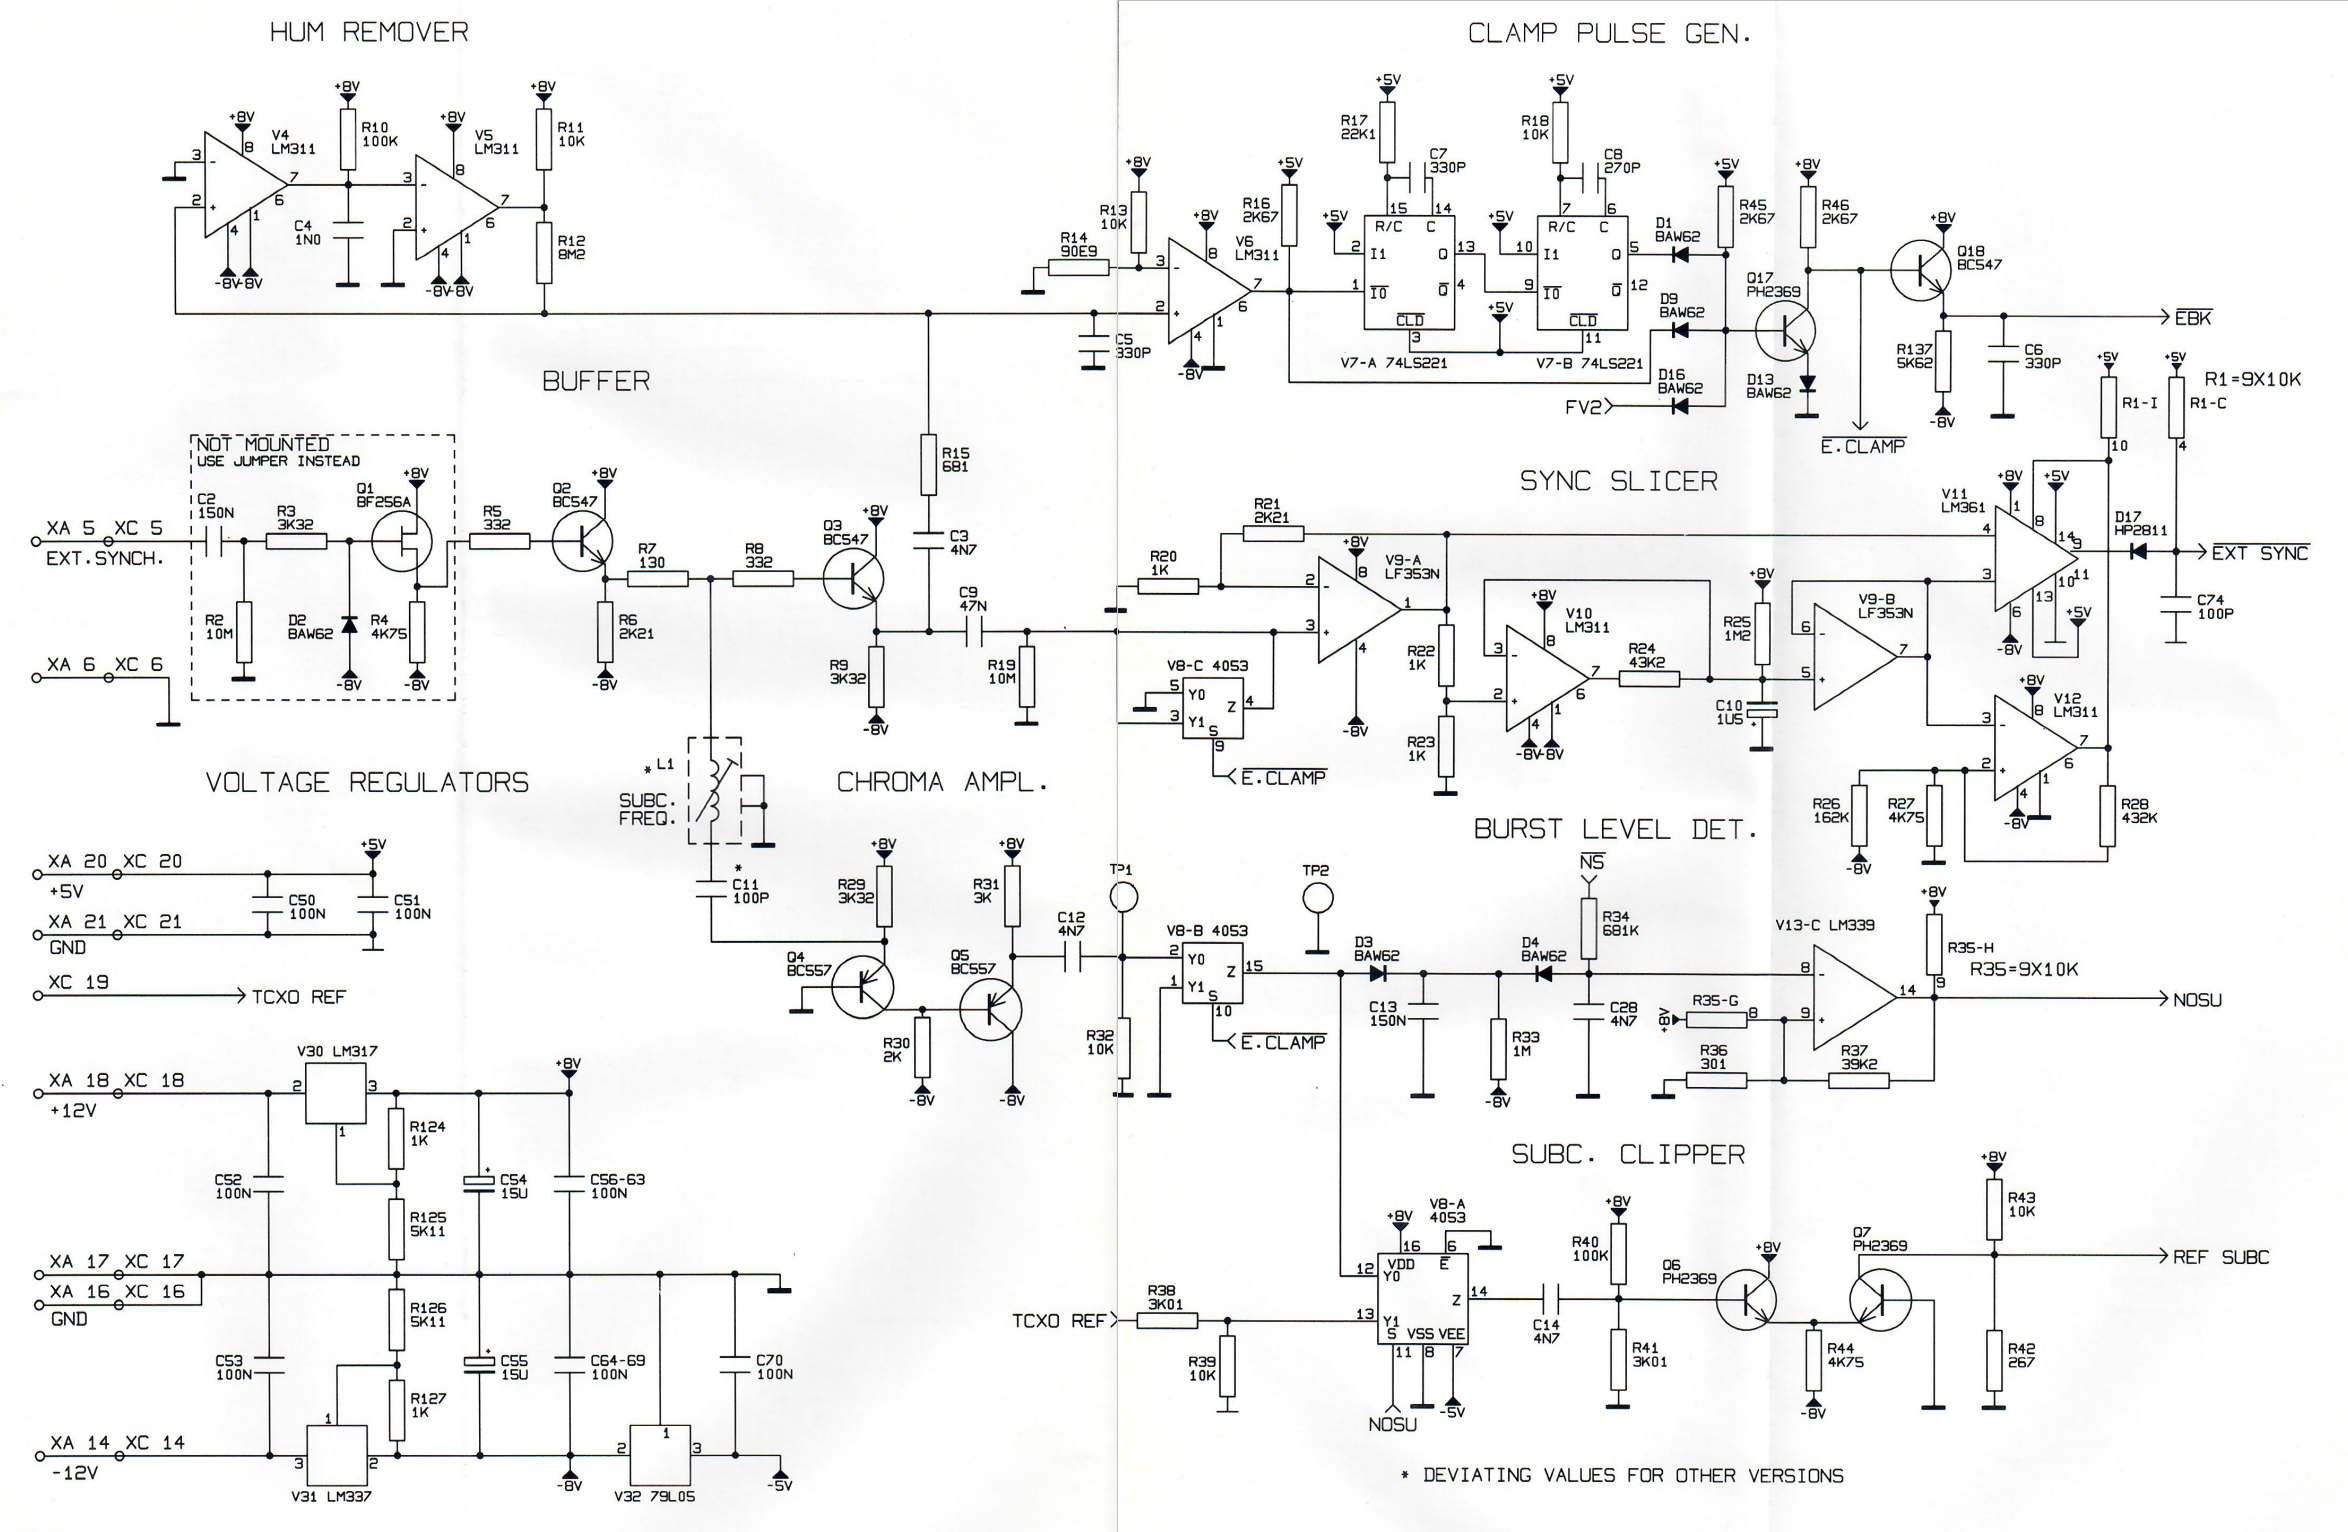 HUM REMOVER
+8V
+8V
V4
LM311
8
3
-
7
6
2
+
1
4
-8V-8V
R10
100K
C4
1N0
+8V
V5
LM311
8
3
-
7
6
2
+
1
4
-8V-8V
+8V
R11
10K
R12
8M2
BUFFER
NOT MOUNTED
USE JUMPER INSTEAD
XA 5 XC 5
EXT.SYNCH.
XA 6 XC 6
C2
150N
R2
10M
R3
3K32
D2
BAW62
-8V
Q1
BF256A
+8V
R4
4K75
-8V
R5
332
Q2
BC547
+8V
R6
2K21
-8V
R7
130
R8
332
Q3
BC547
+8V
R9
3K32
-8V
R15
681
C3
4N7
C9
47N
R19
10M
C5
330P
* L1
SUBC.
FREQ.
*
C11
100P
CHROMA AMPL.
+8V
R29
3K32
Q4
BC557
R30
2K
-8V
+8V
R31
3K
Q5
BC557
-8V
C12
4N7
TP1
R32
10K
VOLTAGE REGULATORS
XA 20 XC 20
+5V
XA 21 XC 21
GND
+5V
C50
100N
C51
100N
XC 19
TCXO REF
XA 18 XC 18
+12V
V30 LM317
2
3
1
+8V
R124
1K
C52
100N
R125
5K11
C54
15U
+
C56-63
100N
XA 17 XC 17
XA 16 XC 16
GND
R126
5K11
C53
100N
R127
1K
C55
15U
+
C64-69
100N
C70
100N
XA 14 XC 14
-12V
3
1
2
V31 LM337
-8V
2
1
3
V32 79L05
-5V
CLAMP PULSE GEN.
+8V
R13
10K
R14
90E9
V6
LM311
+8V
8
3
-
7
6
2
+
1
4
-8V
+5V
R16
2K67
+5V
R17
22K1
C7
330P
15
14
R/C
C
+5V
2
I1
Q
13
1
I0
Q
4
CLD
3
V7-A 74LS221
+5V
+5V
R18
10K
C8
270P
7
6
R/C
C
+5V
10
I1
Q
5
9
I0
Q
12
CLD
11
V7-B 74LS221
D1
BAW62
D9
BAW62
D16
BAW62
FV2
+5V
R45
2K67
+8V
R46
2K67
Q17
PH2369
D13
BAW62
E.CLAMP
+8V
Q18
BC547
EBK
R137
5K62
-8V
C6
330P
SYNC SLICER
R20
1K
R21
2K21
+8V
V9-A
LF353N
8
2
-
1
3
+
4
-8V
V8-C 4053
5
Y0
3
Y1
Z
4
S
9
E.CLAMP
R22
1K
R23
1K
+8V
V10
LM311
8
3
-
7
6
2
+
1
4
-8V-8V
R24
43K2
+8V
R25
1M2
C10
1U5
+
V9-B
LF353N
6
-
7
5
+
V11
LM361
+8V
+5V
1
8
14
4
9
11
3
10
13
6
-8V
+5V
+5V
R1-I
10
+5V
R1-C
4
R1=9X10K
D17
HP2811
EXT SYNC
C74
100P
+8V
V12
LM311
8
3
-
7
6
2
+
1
4
-8V
R26
162K
-8V
R27
4K75
R28
432K
BURST LEVEL DET.
V8-B 4053
2
Y0
1
Y1
Z
15
S
10
E.CLAMP
TP2
D3
BAW62
C13
150N
R33
1M
-8V
D4
BAW62
NS
R34
681K
C28
4N7
V13-C LM339
8
-
14
9
+
+8V
R35-H
9
R35=9X10K
NOSU
+8V
R35-G
8
R36
301
R37
39K2
SUBC. CLIPPER
TCXO REF
R38
3K01
R39
10K
V8-A
4053
+8V
16
6
VDD
E
12
Y0
Z
14
13
Y1
S VSS VEE
11
8
7
NOSU
-5V
C14
4N7
+8V
R40
100K
R41
3K01
Q6
PH2369
+8V
Q7
PH2369
R44
4K75
-8V
+8V
R43
10K
R42
267
REF SUBC
* DEVIATING VALUES FOR OTHER VERSIONS